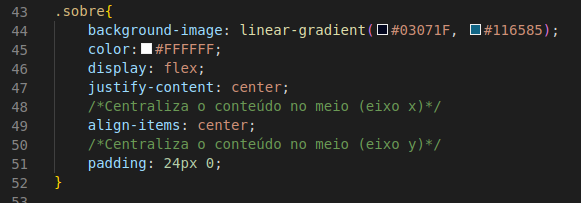 43 .sobre{
44 background-image: linear-gradient(#03071F, #116585);
45 color:#FFFFFF;
46 display: flex;
47 justify-content: center;
48 /*Centraliza o conteúdo no meio (eixo x)*/
49 align-items: center;
50 /*Centraliza o conteúdo no meio (eixo y)*/
51 padding: 24px 0;
52 }
53